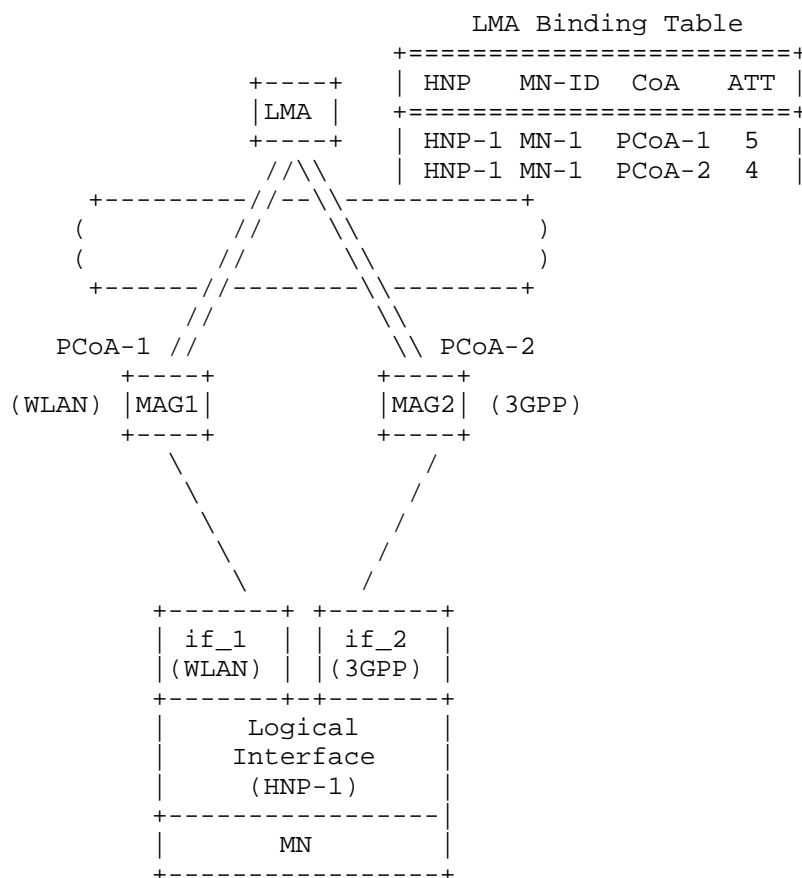 LMA Binding Table
HNP MN-ID CoA ATT
LMA
HNP-1 MN-1 PCoA-1 5
HNP-1 MN-1 PCoA-2 4
PCoA-1 PCoA-2
(WLAN) MAG1 MAG2 (3GPP)
if_1 if_2
(WLAN) (3GPP)
Logical
Interface
(HNP-1)
MN